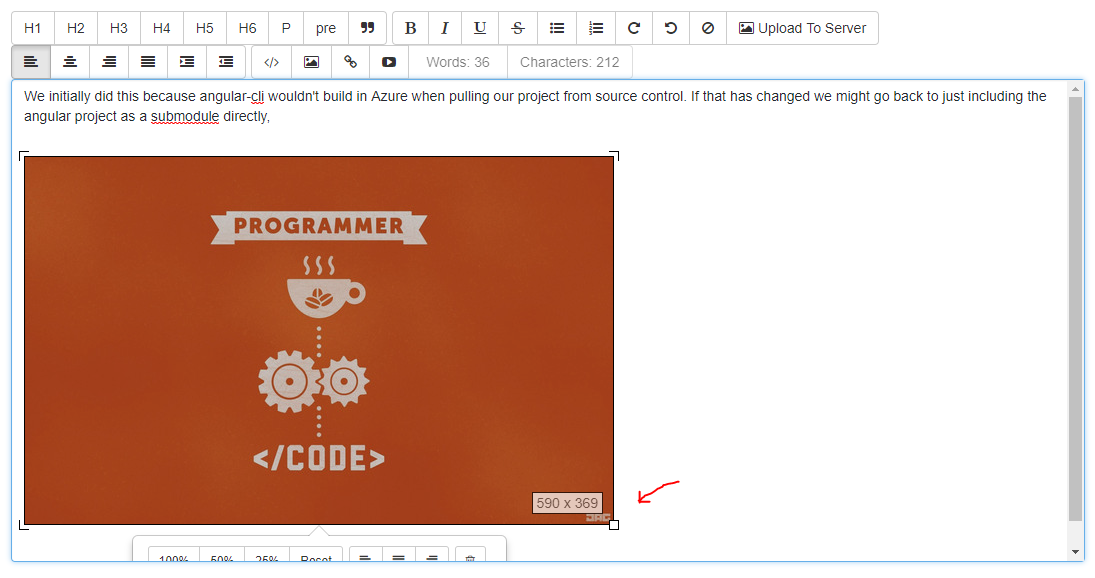 H1 H2 H3 H4 H5 H6 P pre B I U S Upload To Server
</> Words: 36 Characters: 212
We initially did this because angular-cli wouldn't build in Azure when pulling our project from source control. If that has changed we might go back to just including the
angular project as a submodule directly,
PROGRAMMER
</CODE>
590 x 369
100% 50% 25% Reset